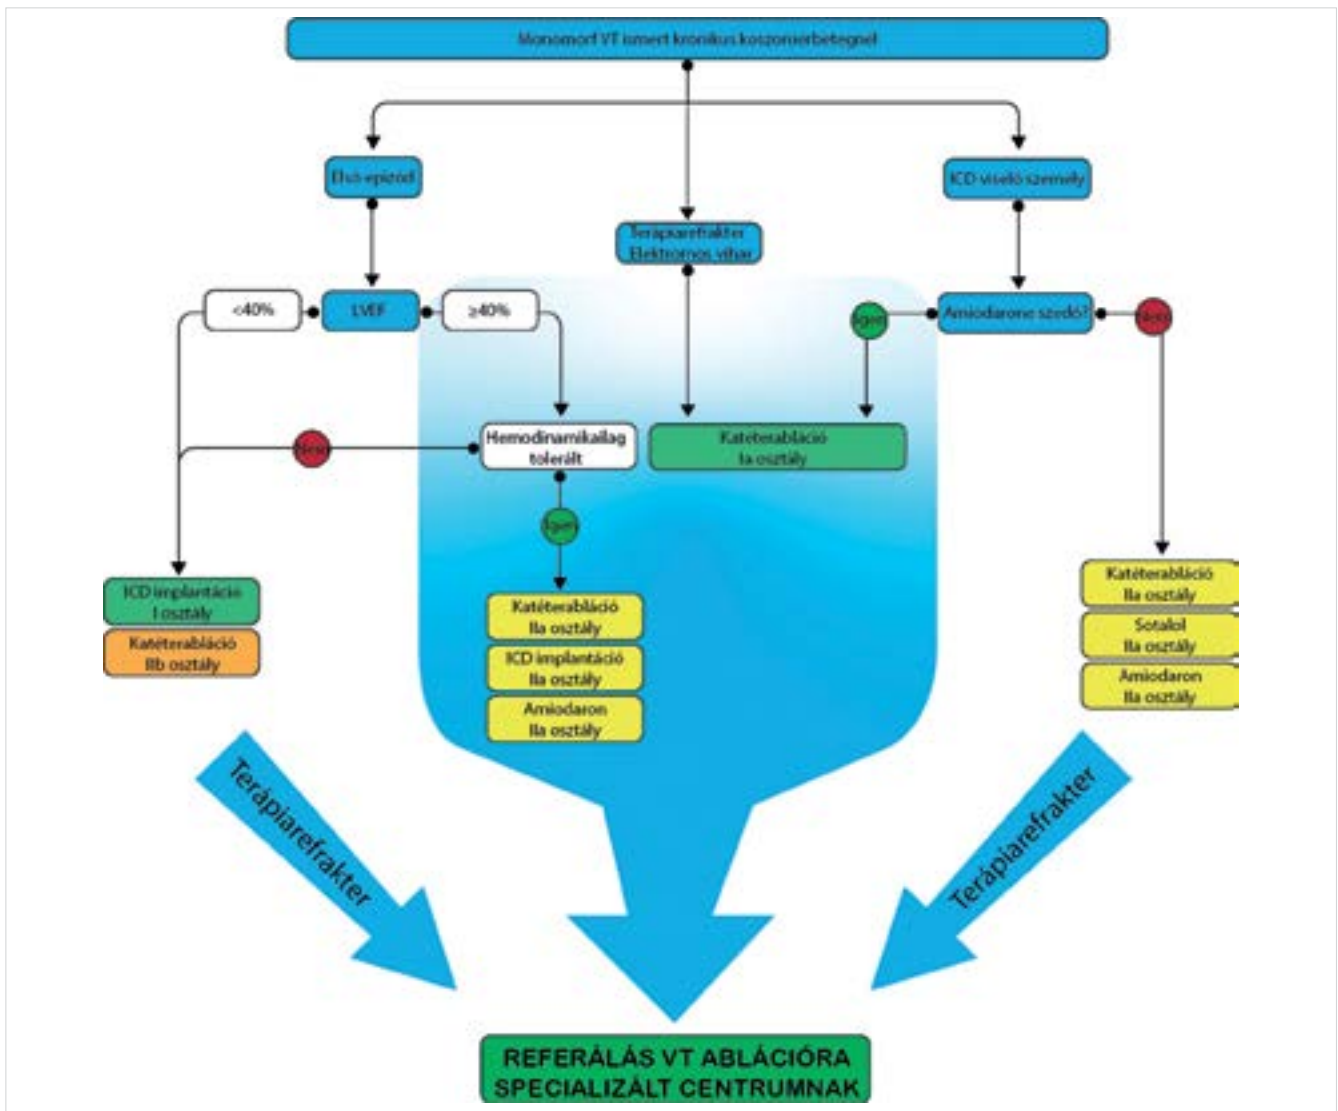 Monomorf VT ismert krónikus koszorúérbetegnél
Első epizód
ICD viselő személy
Terápiarefrakter
Elektromos vihar
<40%
LVEF
≥40%
Igen
Amiodarone szedő?
Nem
Nem
Hemodinamikailag
tolerált
Katéterabláció
Ia osztály
Igen
ICD implantáció
I osztály
Katéterabláció
IIb osztály
Katéterabláció
IIa osztály
ICD implantáció
IIa osztály
Amiodaron
IIa osztály
Katéterabláció
IIa osztály
Sotalol
IIa osztály
Amiodaron
IIa osztály
Terápiarefrakter
Terápiarefrakter
REFERÁLÁS VT ABLÁCIÓRA
SPECIALIZÁLT CENTRUMNAK